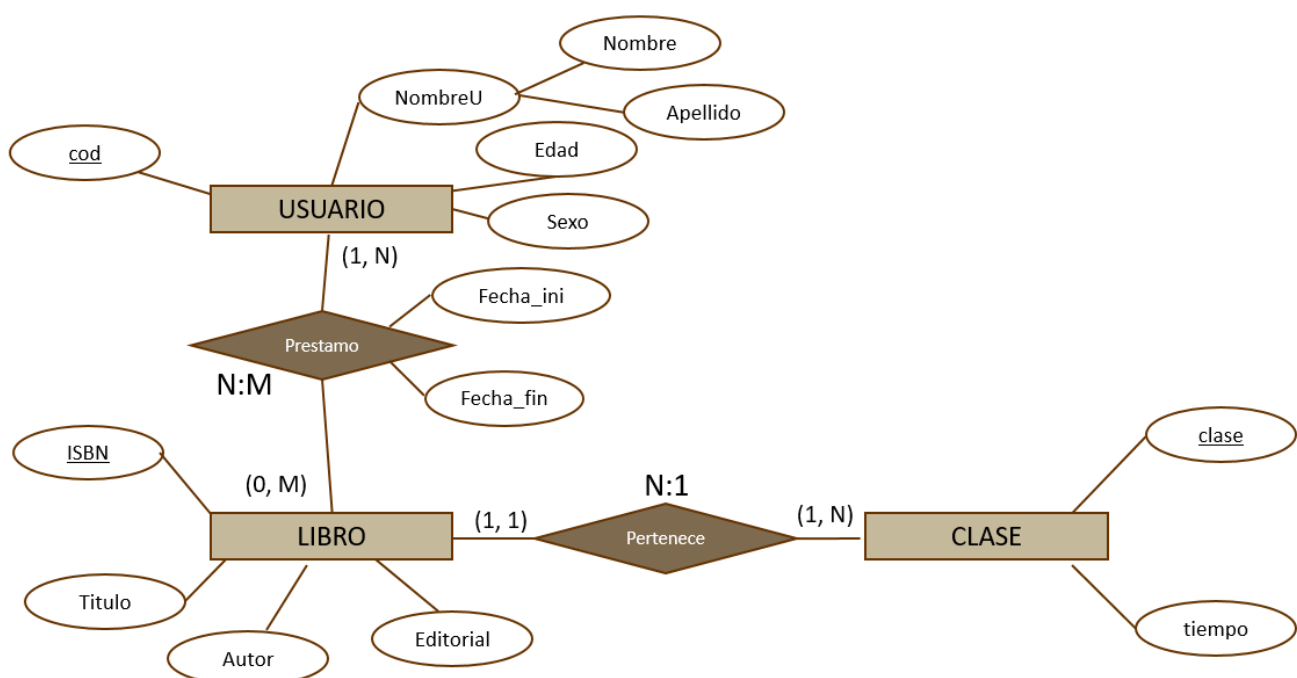 Nombre
NombreU
Apellido
cod
Edad
USUARIO
Sexo
(1, N)
Fecha_ini
Prestamo
N:M
Fecha_fin
ISBN
clase
(0, M)
N:1
(1, 1)
(1, N)
LIBRO
Pertenece
CLASE
Titulo
Autor
Editorial
tiempo